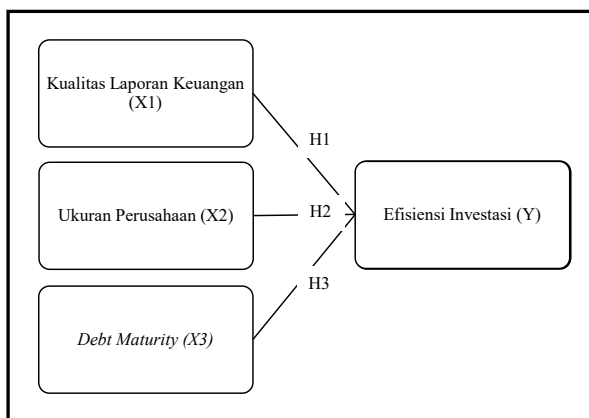 Kualitas Laporan Keuangan
(X1)
H1
Ukuran Perusahaan (X2)
H2
Efisiensi Investasi (Y)
H3
Debt Maturity (X3)